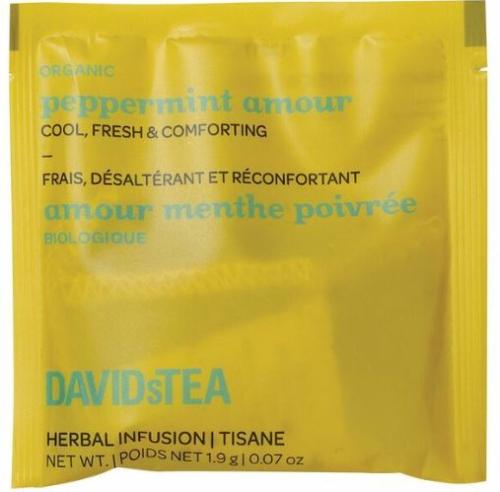 ORGANIC
peppermint amour
COOL, FRESH & COMFORTING
–
FRAIS, DÉSALTÉRANT ET RÉCONFORTANT
amour menthe poivrée
BIOLOGIQUE
DAVIDsTEA
HERBAL INFUSION | TISANE
NET WT. | POIDS NET 1.9 g | 0.07 oz